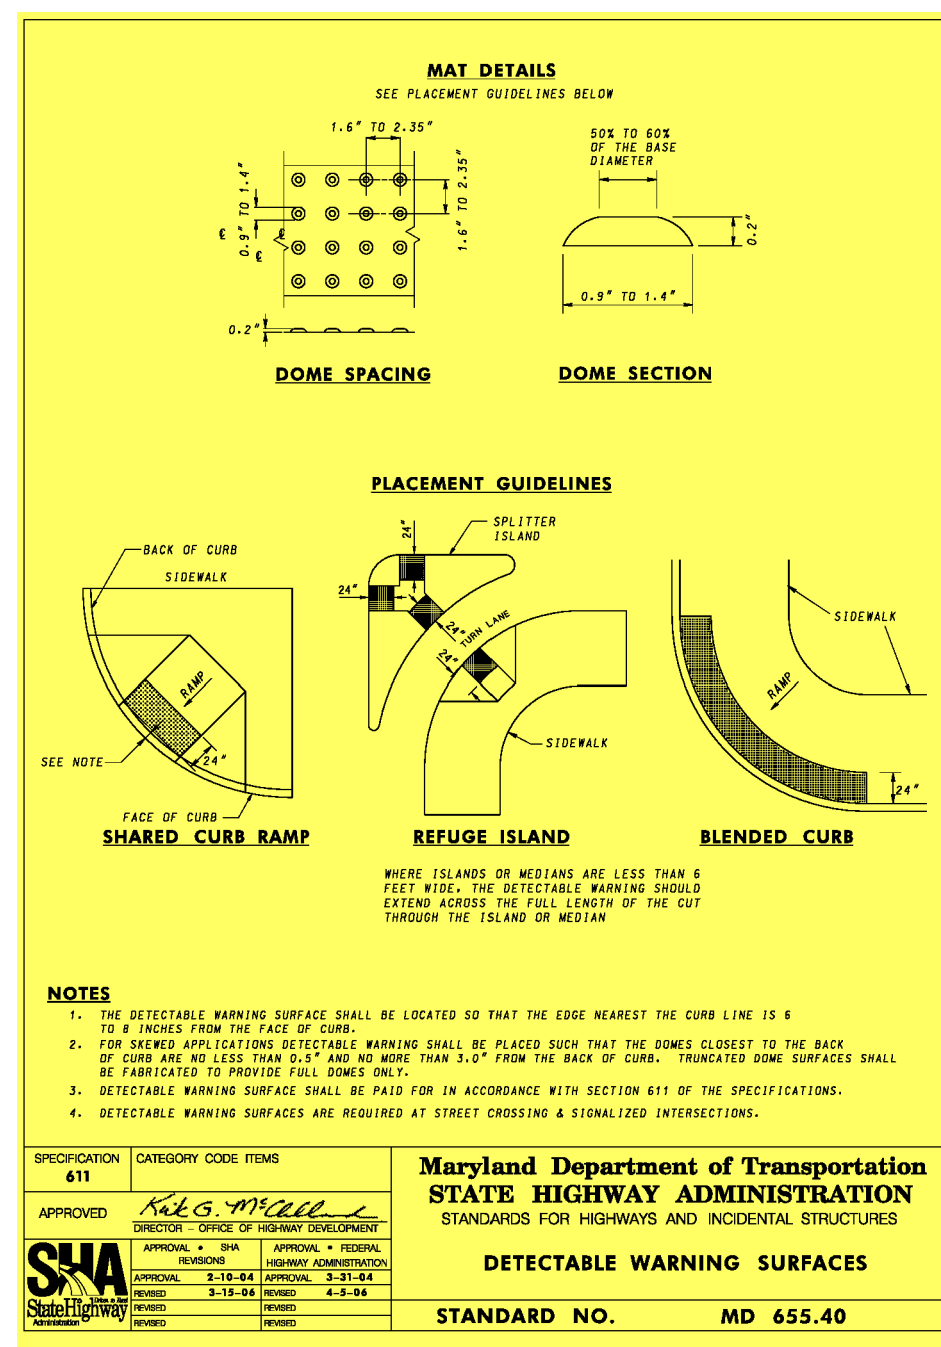 MAT DETAILS
SEE PLACEMENT GUIDELINES BELOW
1.6" TO 2.35"
0.9" TO 1.4"
1.6" TO 2.35"
℄
℄
℄
0.2"
DOME SPACING
50% TO 60%
OF THE BASE
DIAMETER
0.2"
0.9" TO 1.4"
DOME SECTION
PLACEMENT GUIDELINES
BACK OF CURB
SIDEWALK
RAMP
SEE NOTE
24"
FACE OF CURB
SHARED CURB RAMP
24"
SPLITTER
ISLAND
24"
24"
TURN LANE
24"
SIDEWALK
REFUGE ISLAND
WHERE ISLANDS OR MEDIANS ARE LESS THAN 6
FEET WIDE, THE DETECTABLE WARNING SHOULD
EXTEND ACROSS THE FULL LENGTH OF THE CUT
THROUGH THE ISLAND OR MEDIAN
SIDEWALK
RAMP
24"
BLENDED CURB
NOTES
1. THE DETECTABLE WARNING SURFACE SHALL BE LOCATED SO THAT THE EDGE NEAREST THE CURB LINE IS 6
TO 8 INCHES FROM THE FACE OF CURB.
2. FOR SKEWED APPLICATIONS DETECTABLE WARNING SHALL BE PLACED SUCH THAT THE DOMES CLOSEST TO THE BACK
OF CURB ARE NO LESS THAN 0.5" AND NO MORE THAN 3.0" FROM THE BACK OF CURB. TRUNCATED DOME SURFACES SHALL
BE FABRICATED TO PROVIDE FULL DOMES ONLY.
3. DETECTABLE WARNING SURFACE SHALL BE PAID FOR IN ACCORDANCE WITH SECTION 611 OF THE SPECIFICATIONS.
4. DETECTABLE WARNING SURFACES ARE REQUIRED AT STREET CROSSING & SIGNALIZED INTERSECTIONS.
SPECIFICATION
611
CATEGORY CODE ITEMS
APPROVED
Kirk G. McClelland
DIRECTOR – OFFICE OF HIGHWAY DEVELOPMENT
SHA
StateHighway
Administration
APPROVAL • SHA
REVISIONS
APPROVAL • FEDERAL
HIGHWAY ADMINISTRATION
APPROVAL 2-10-04 APPROVAL 3-31-04
REVISED 3-15-06 REVISED 4-5-06
REVISED REVISED
REVISED REVISED
Maryland Department of Transportation
STATE HIGHWAY ADMINISTRATION
STANDARDS FOR HIGHWAYS AND INCIDENTAL STRUCTURES
DETECTABLE WARNING SURFACES
STANDARD NO. MD 655.40